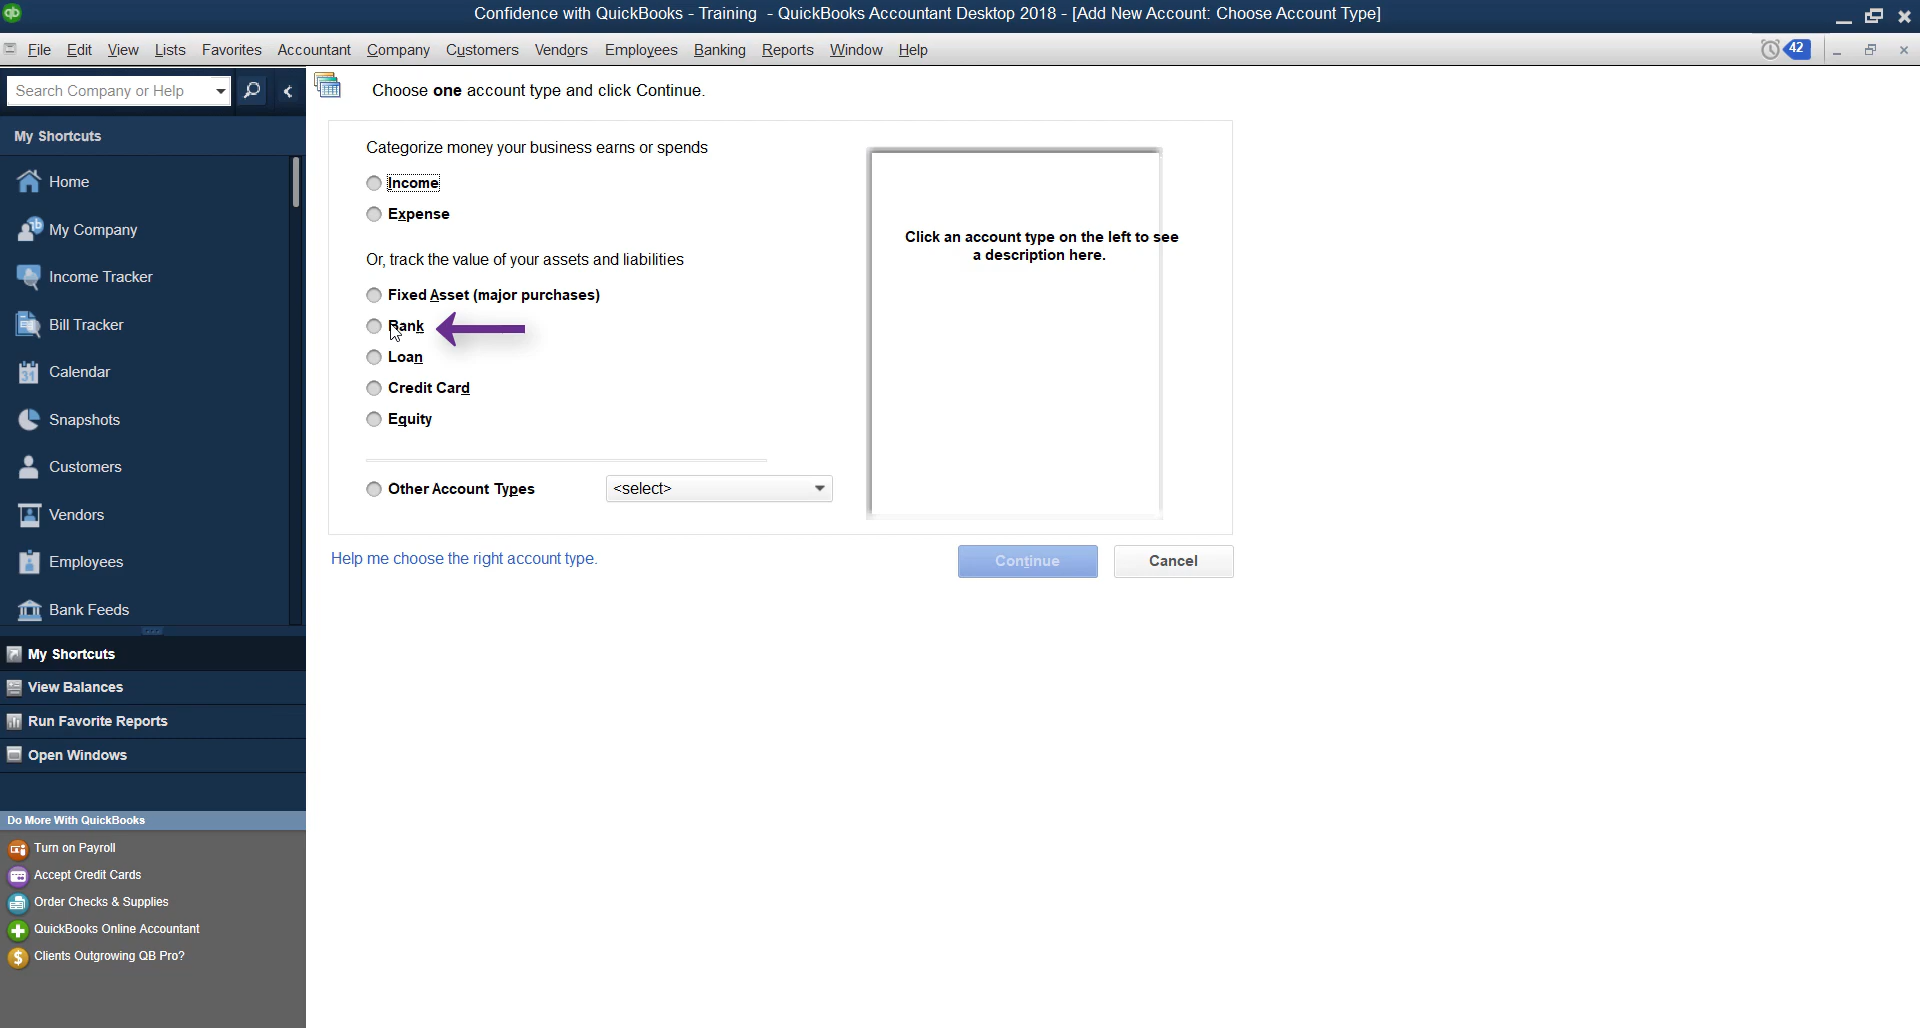 Confidence with QuickBooks - Training - QuickBooks Accountant Desktop 2018 - [Add New Account: Choose Account Type]
File Edit View Lists Favorites Accountant Company Customers Vendors Employees Banking Reports Window Help
42
Search Company or Help
Choose one account type and click Continue.
My Shortcuts
Home
My Company
Income Tracker
Bill Tracker
Calendar
Snapshots
Customers
Vendors
Employees
Bank Feeds
My Shortcuts
View Balances
Run Favorite Reports
Open Windows
Do More With QuickBooks
Turn on Payroll
Accept Credit Cards
Order Checks & Supplies
QuickBooks Online Accountant
Clients Outgrowing QB Pro?
Categorize money your business earns or spends
Income
Expense
Or, track the value of your assets and liabilities
Fixed Asset (major purchases)
Bank
Loan
Credit Card
Equity
Other Account Types <select>
Click an account type on the left to see
a description here.
Help me choose the right account type.
Continue
Cancel